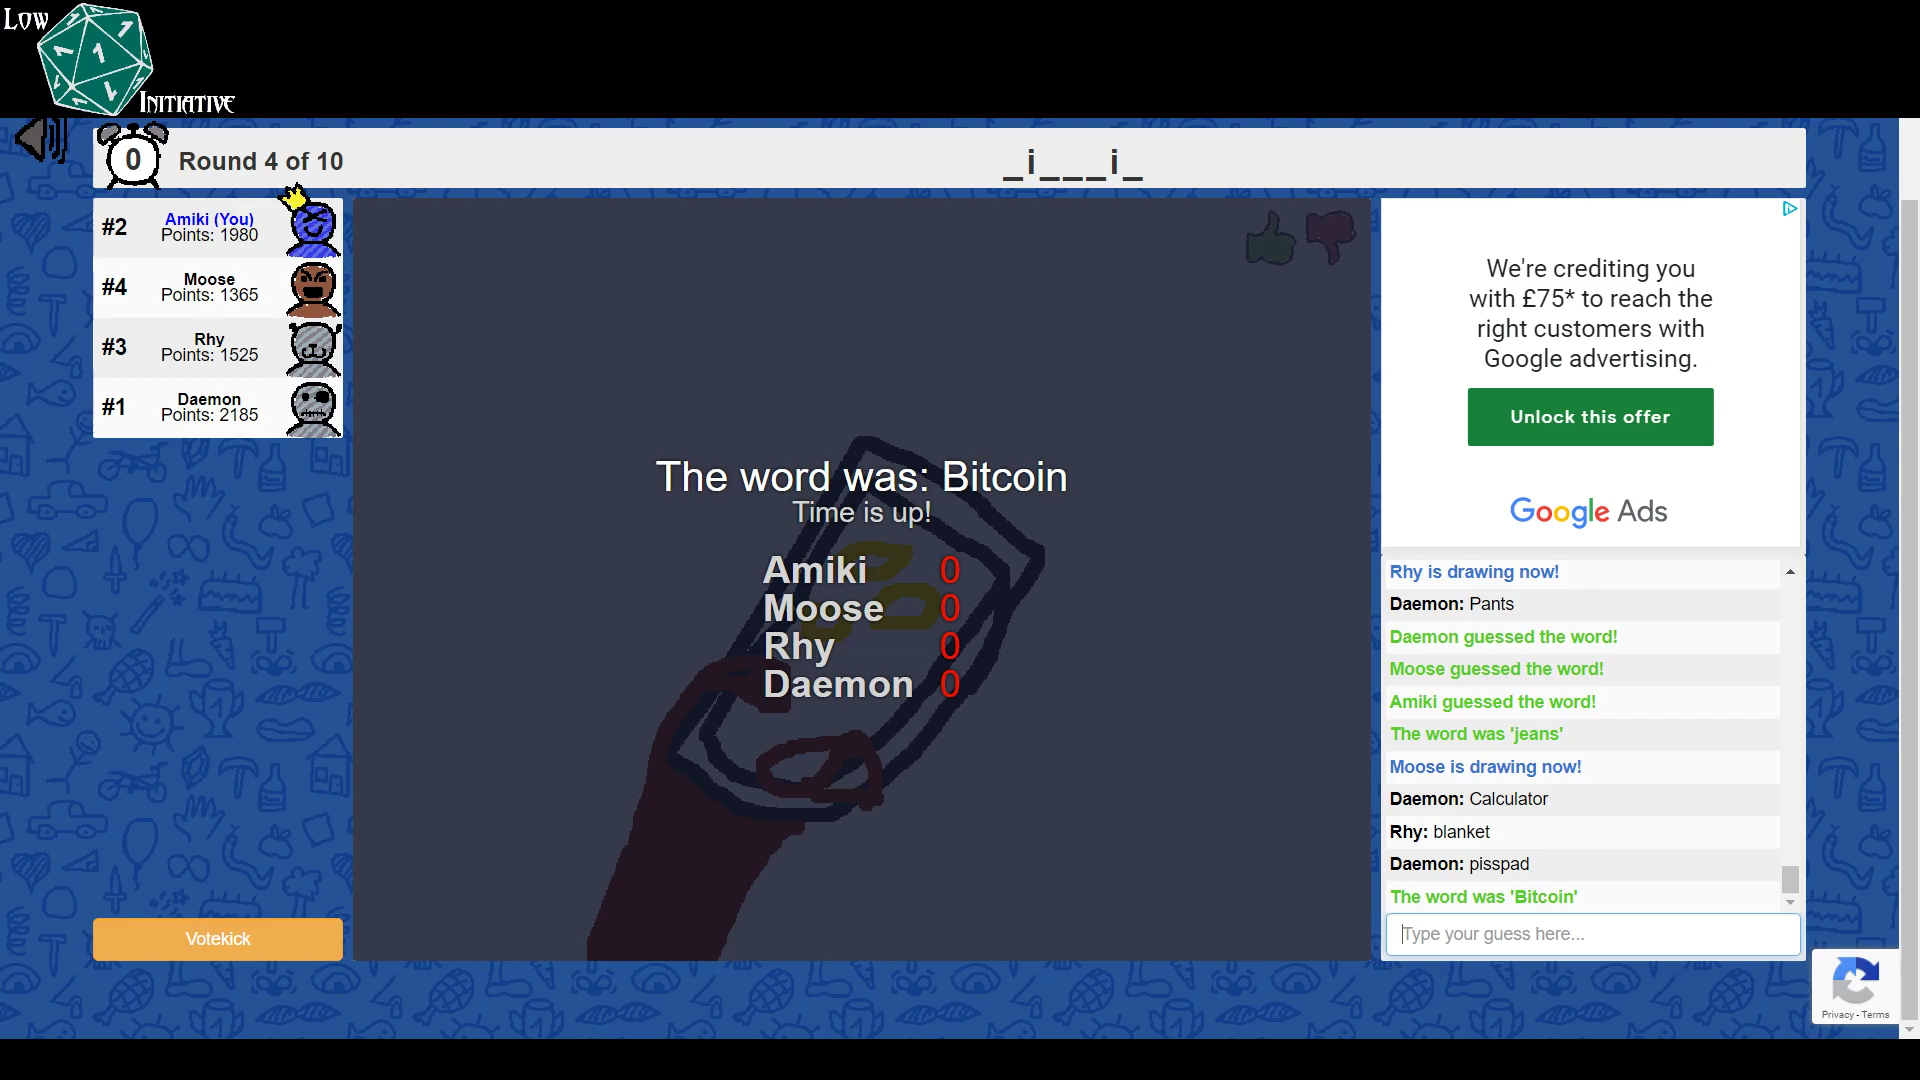 Low
Initiative
0
Round 4 of 10
_i___i_
#2
Amiki (You)
Points: 1980
#4
Moose
Points: 1365
#3
Rhy
Points: 1525
#1
Daemon
Points: 2185
Votekick
The word was: Bitcoin
Time is up!
Amiki 0
Moose 0
Rhy 0
Daemon 0
We're crediting you
with £75* to reach the
right customers with
Google advertising.
Unlock this offer
Google Ads
Rhy is drawing now!
Daemon: Pants
Daemon guessed the word!
Moose guessed the word!
Amiki guessed the word!
The word was 'jeans'
Moose is drawing now!
Daemon: Calculator
Rhy: blanket
Daemon: pisspad
The word was 'Bitcoin'
Type your guess here...
Privacy - Terms